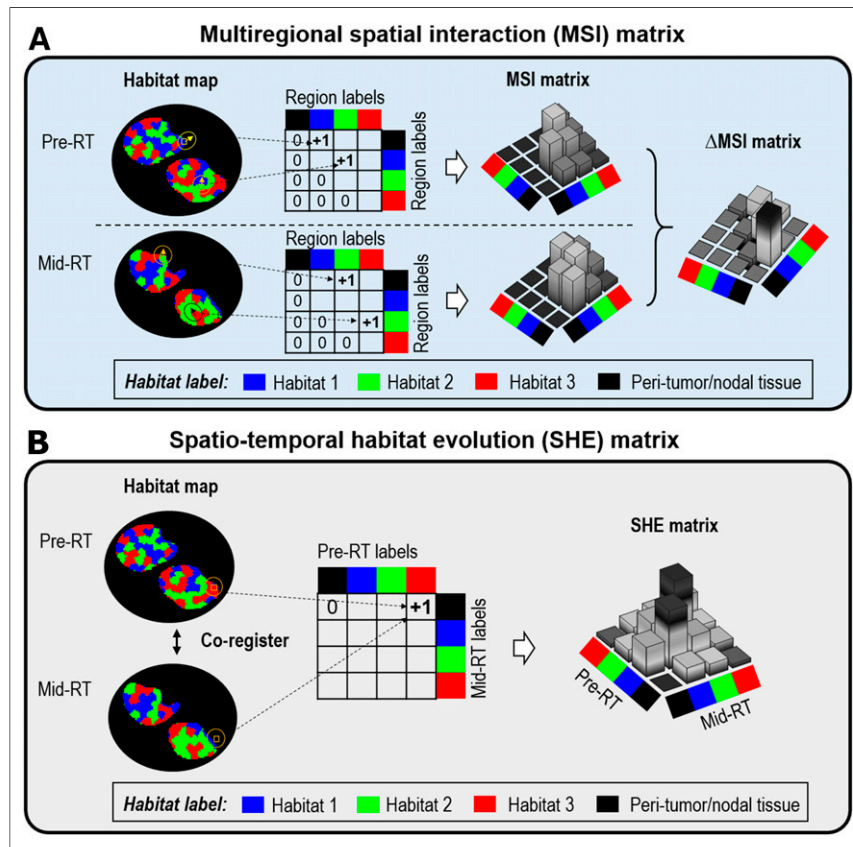 A
Multiregional spatial interaction (MSI) matrix
Habitat map
Region labels
MSI matrix
Pre-RT
0 +1
+1
0
0 0
0 0 0
Region labels
ΔMSI matrix
Mid-RT
Region labels
0 +1
0
0 0 +1
0 0 0
Region labels
Habitat label: Habitat 1 Habitat 2 Habitat 3 Peri-tumor/nodal tissue
B
Spatio-temporal habitat evolution (SHE) matrix
Habitat map
SHE matrix
Pre-RT
Pre-RT labels
0 +1
Mid-RT labels
Co-register
Mid-RT
Pre-RT
Mid-RT
Habitat label: Habitat 1 Habitat 2 Habitat 3 Peri-tumor/nodal tissue